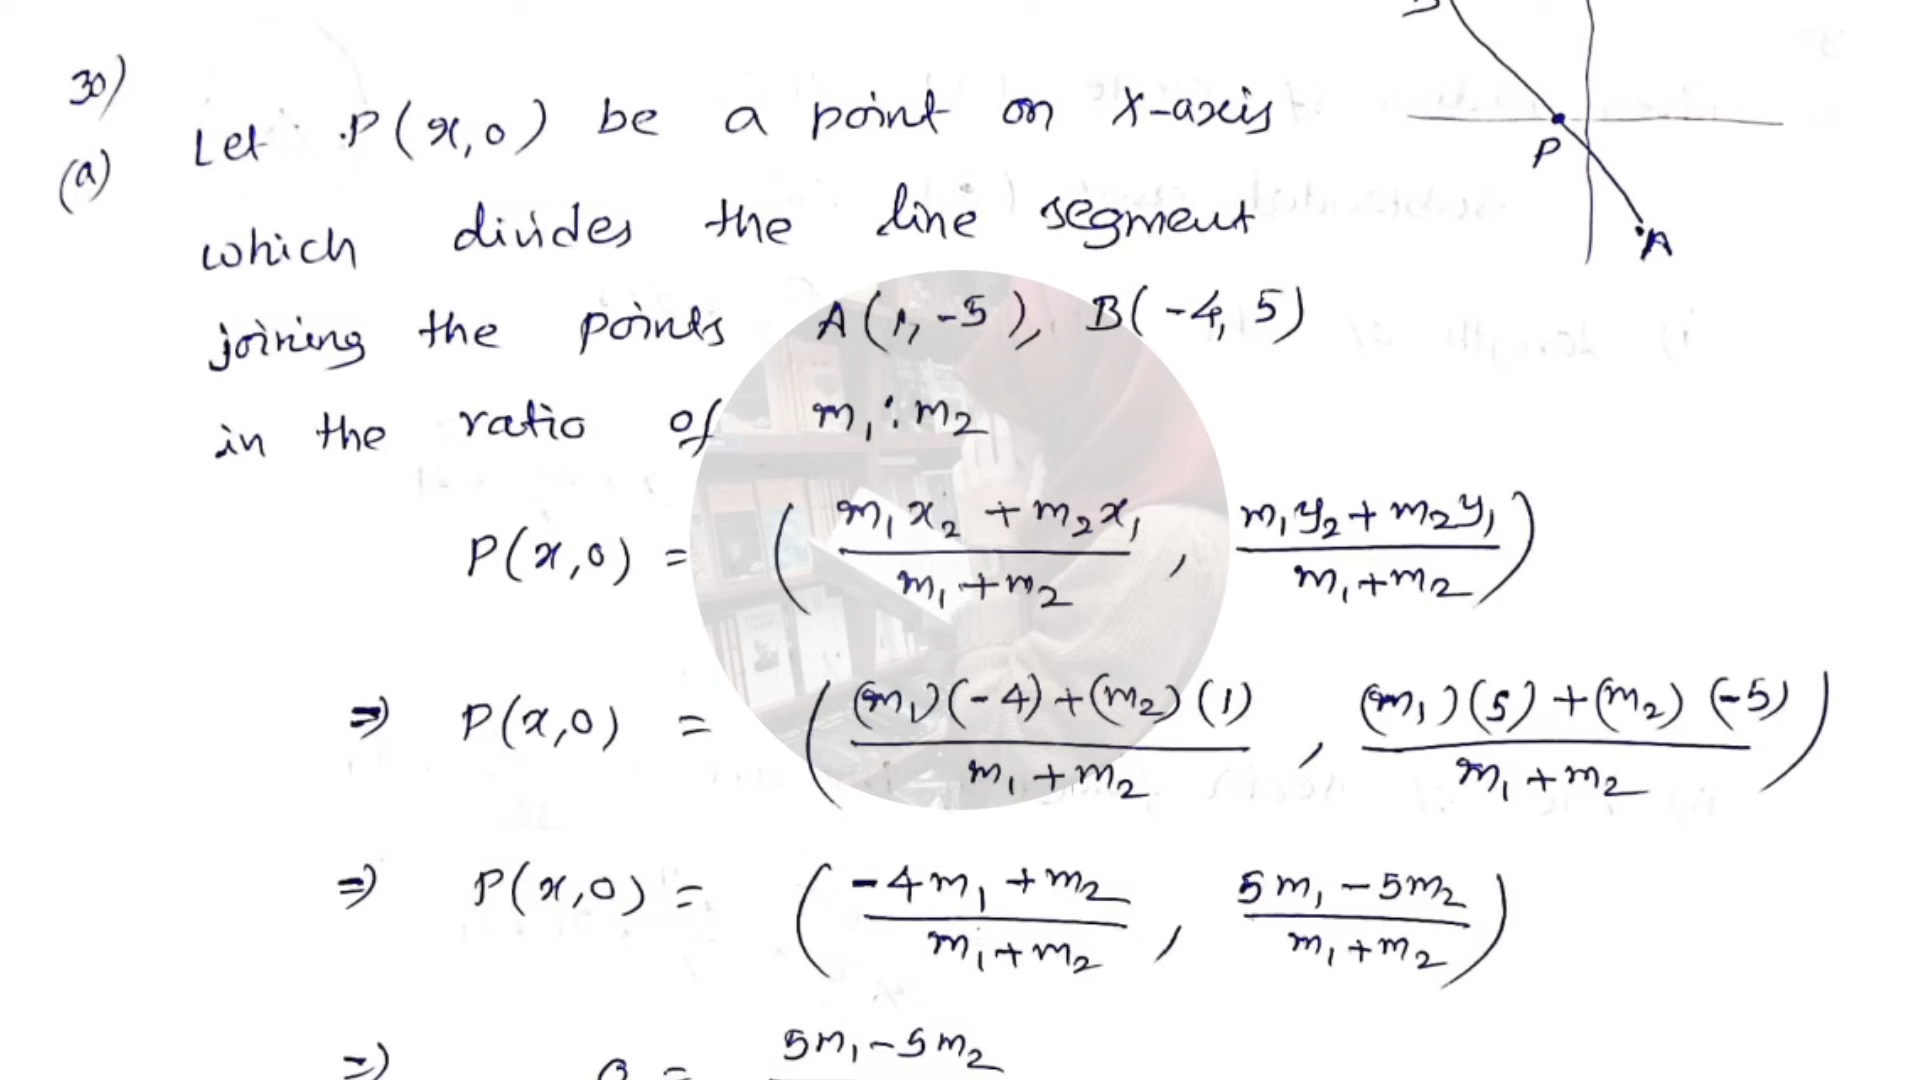 30)
(a)
Let P(x,0) be a point on X-axis
which divides the line segment
joining the points A(1,-5), B(-4,5)
in the ratio of m₁:m₂
P(x,0) = ( (m₁x₂ + m₂x₁)/(m₁+m₂) , (m₁y₂ + m₂y₁)/(m₁+m₂) )
⇒ P(x,0) = ( ((m₁)(-4)+(m₂)(1))/(m₁+m₂) , ((m₁)(5)+(m₂)(-5))/(m₁+m₂) )
⇒ P(x,0) = ( (-4m₁+m₂)/(m₁+m₂) , (5m₁-5m₂)/(m₁+m₂) )
⇒ 0 = 5m₁-5m₂
P
A